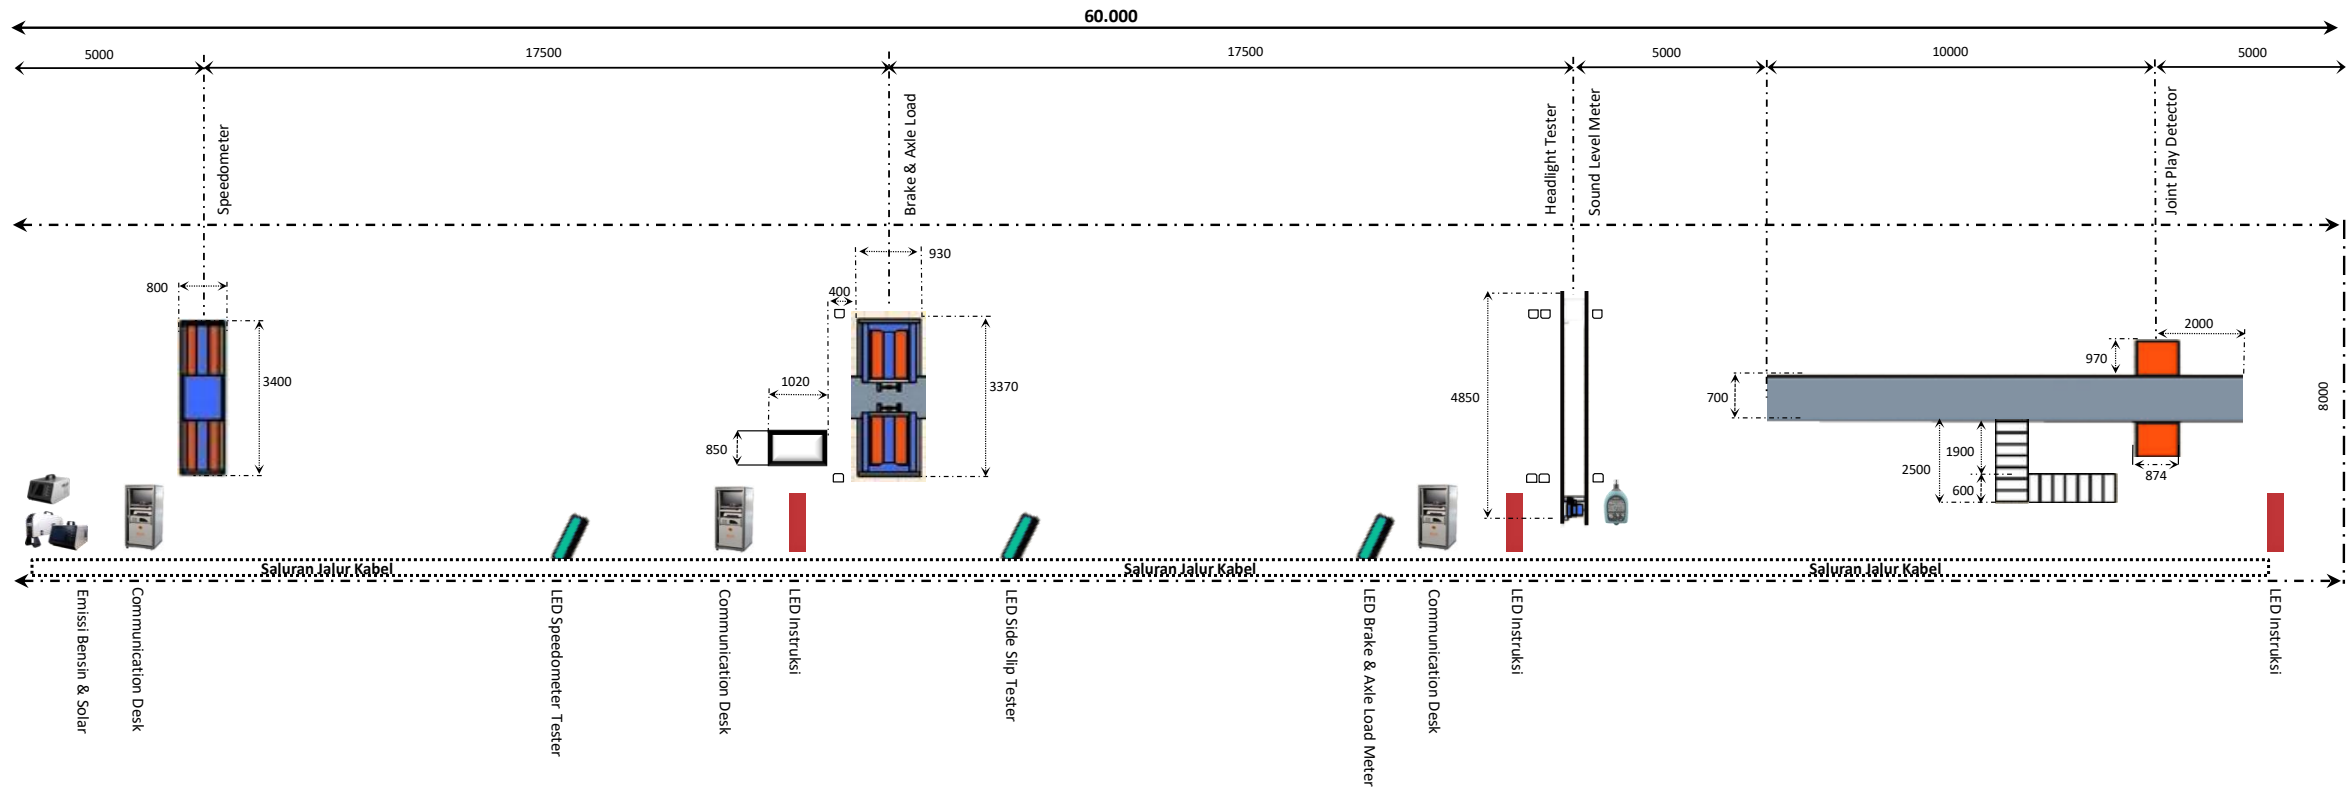 60.000
5000
17500
17500
5000
10000
5000
Speedometer
Brake & Axle Load
Headlight Tester
Sound Level Meter
Joint Play Detector
930
800
400
3400
1020
3370
850
4850
2000
970
700
8000
1900
2500
600
874
Saluran Jalur Kabel
Saluran Jalur Kabel
Saluran Jalur Kabel
Emissi Bensin & Solar
Communication Desk
LED Speedometer Tester
Communication Desk
LED Instruksi
LED Side Slip Tester
LED Brake & Axle Load Meter
Communication Desk
LED Instruksi
LED Instruksi